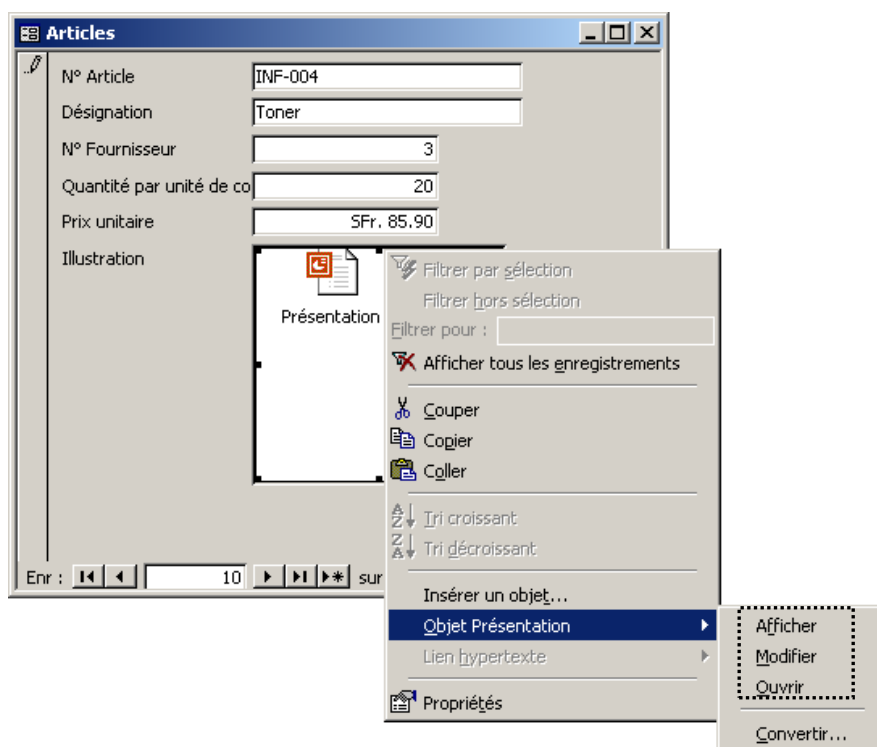 Articles
N° Article INF-004
Désignation Toner
N° Fournisseur 3
Quantité par unité de co 20
Prix unitaire SFr. 85.90
Illustration
Présentation
Filtrer par sélection
Filtrer hors sélection
Filtrer pour :
Afficher tous les enregistrements
Couper
Copier
Coller
Tri croissant
Tri décroissant
Enr : 10 sur
Insérer un objet...
Objet Présentation
Afficher
Lien hypertexte
Modifier
Ouvrir
Propriétés
Convertir...